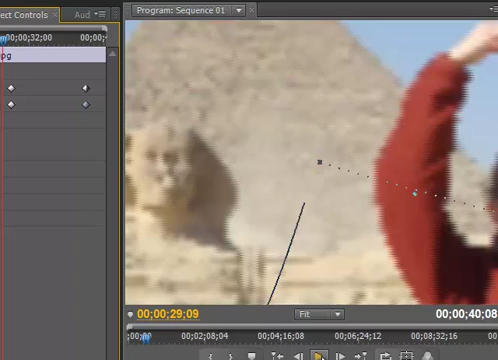 ect Controls × Aud
Program: Sequence 01
00;00;32;00 00;00;
pg
00;00;29;09 Fit 00;00;40;08
;00;00 00;02;08;04 00;04;16;08 00;06;24;12 00;08;32;16